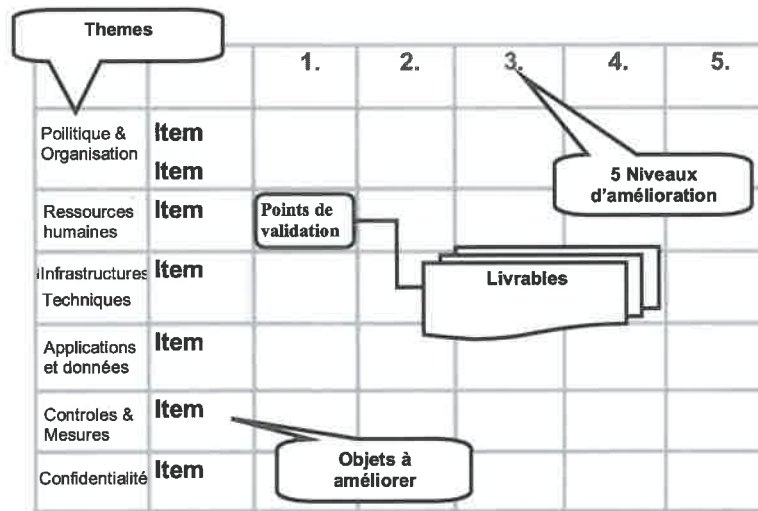 Themes
1. 2. 3. 4. 5.
Poilitique &
Organisation
Item
Item
5 Niveaux
d'amélioration
Ressources
humaines
Item
Points de
validation
Infrastructures
Techniques
Item
Livrables
Applications
et données
Item
Controles &
Mesures
Item
Objets à
améliorer
Confidentialité
Item